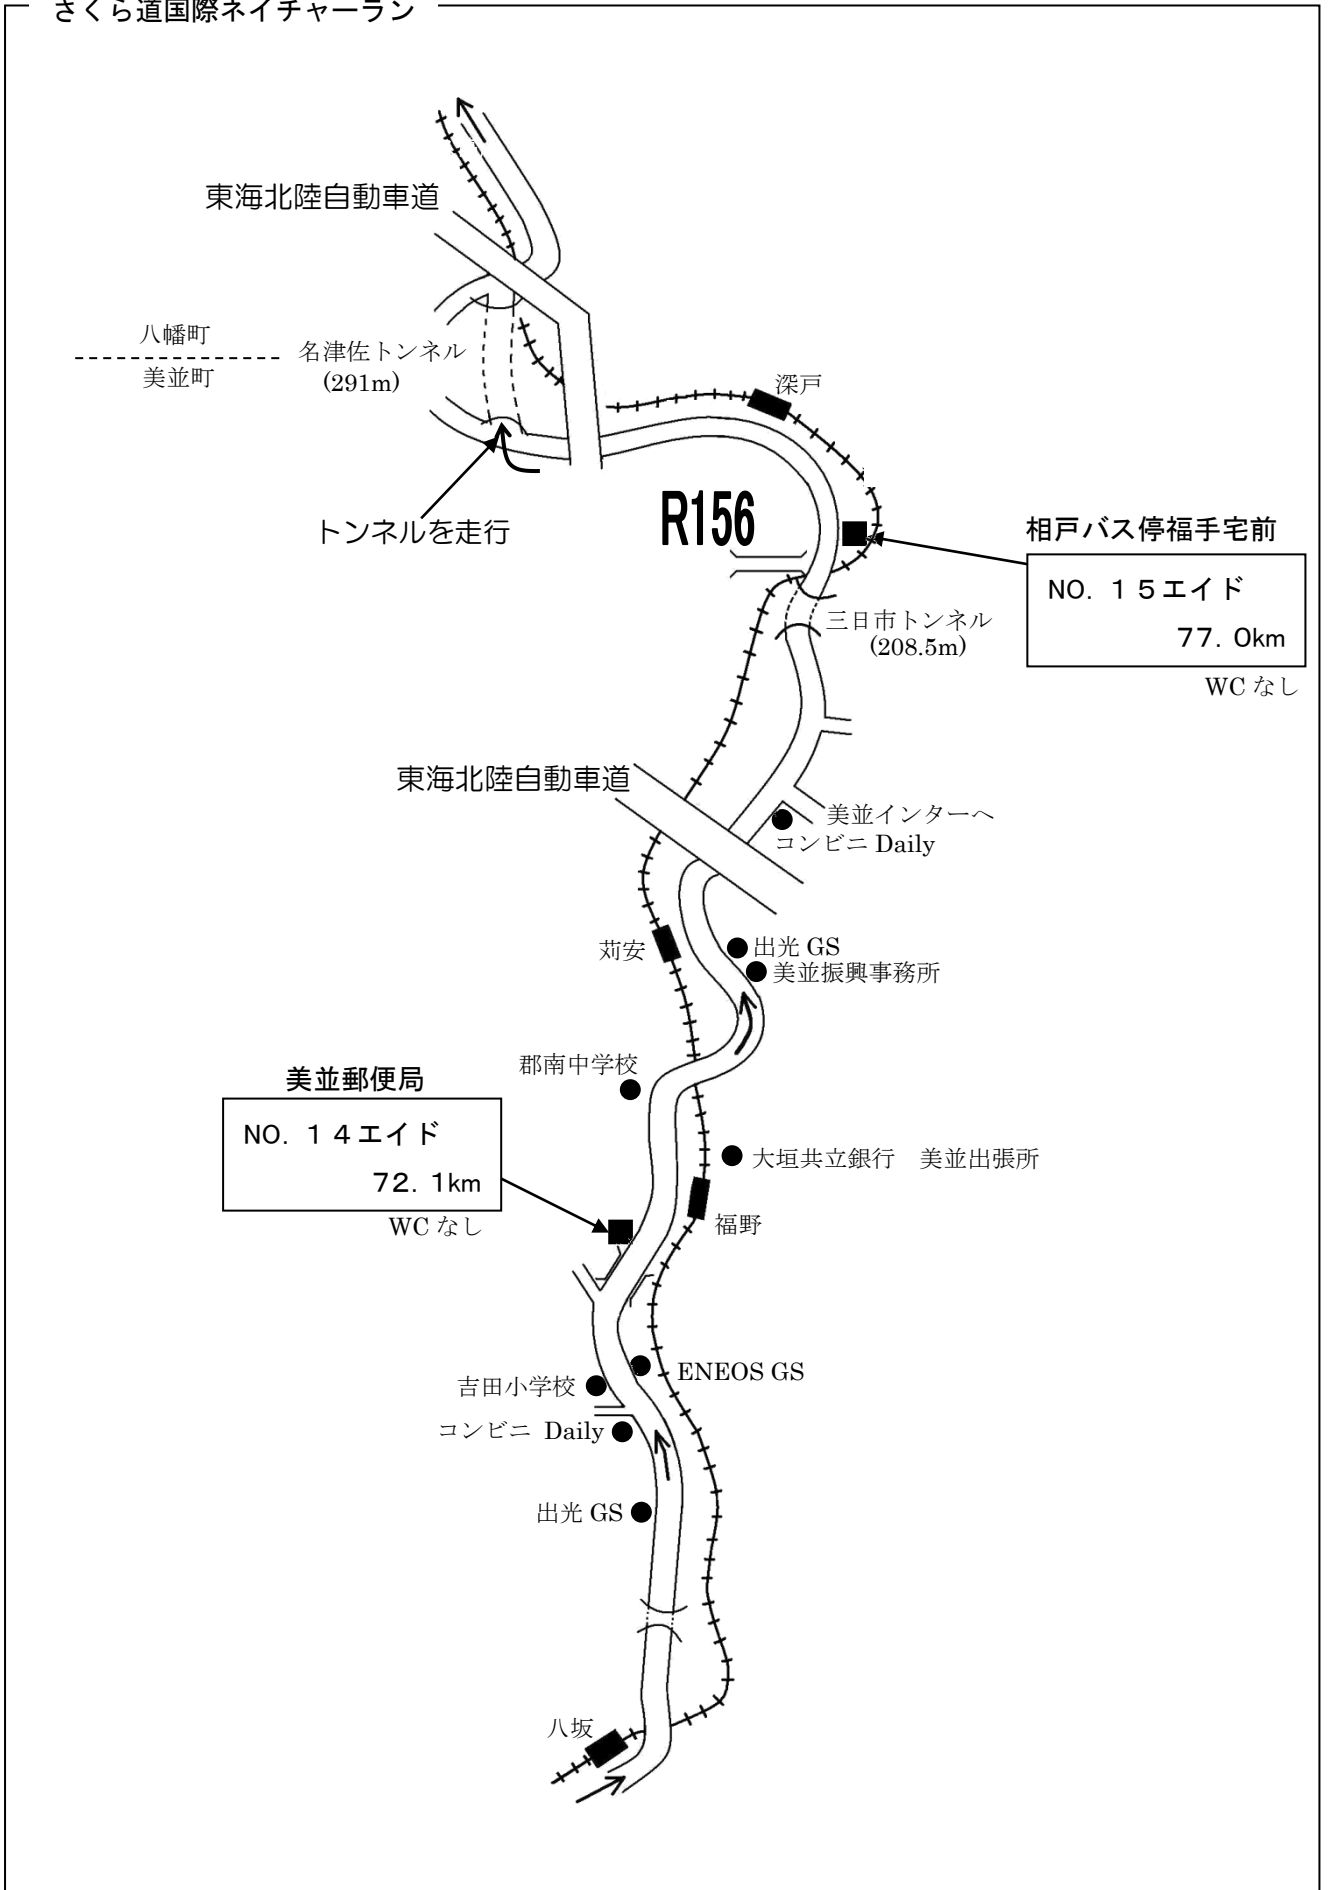 さくら道国際ネイチャーラン
東海北陸自動車道
八幡町
美並町
名津佐トンネル
(291m)
深戸
トンネルを走行
R156
相戸バス停福手宅前
NO. 15エイド
77. 0km
WC なし
三日市トンネル
(208.5m)
東海北陸自動車道
美並インターへ
コンビニ Daily
出光 GS
苅安
美並振興事務所
郡南中学校
美並郵便局
NO. 14エイド
72. 1km
WC なし
大垣共立銀行　美並出張所
福野
ENEOS GS
吉田小学校
コンビニ Daily
出光 GS
八坂